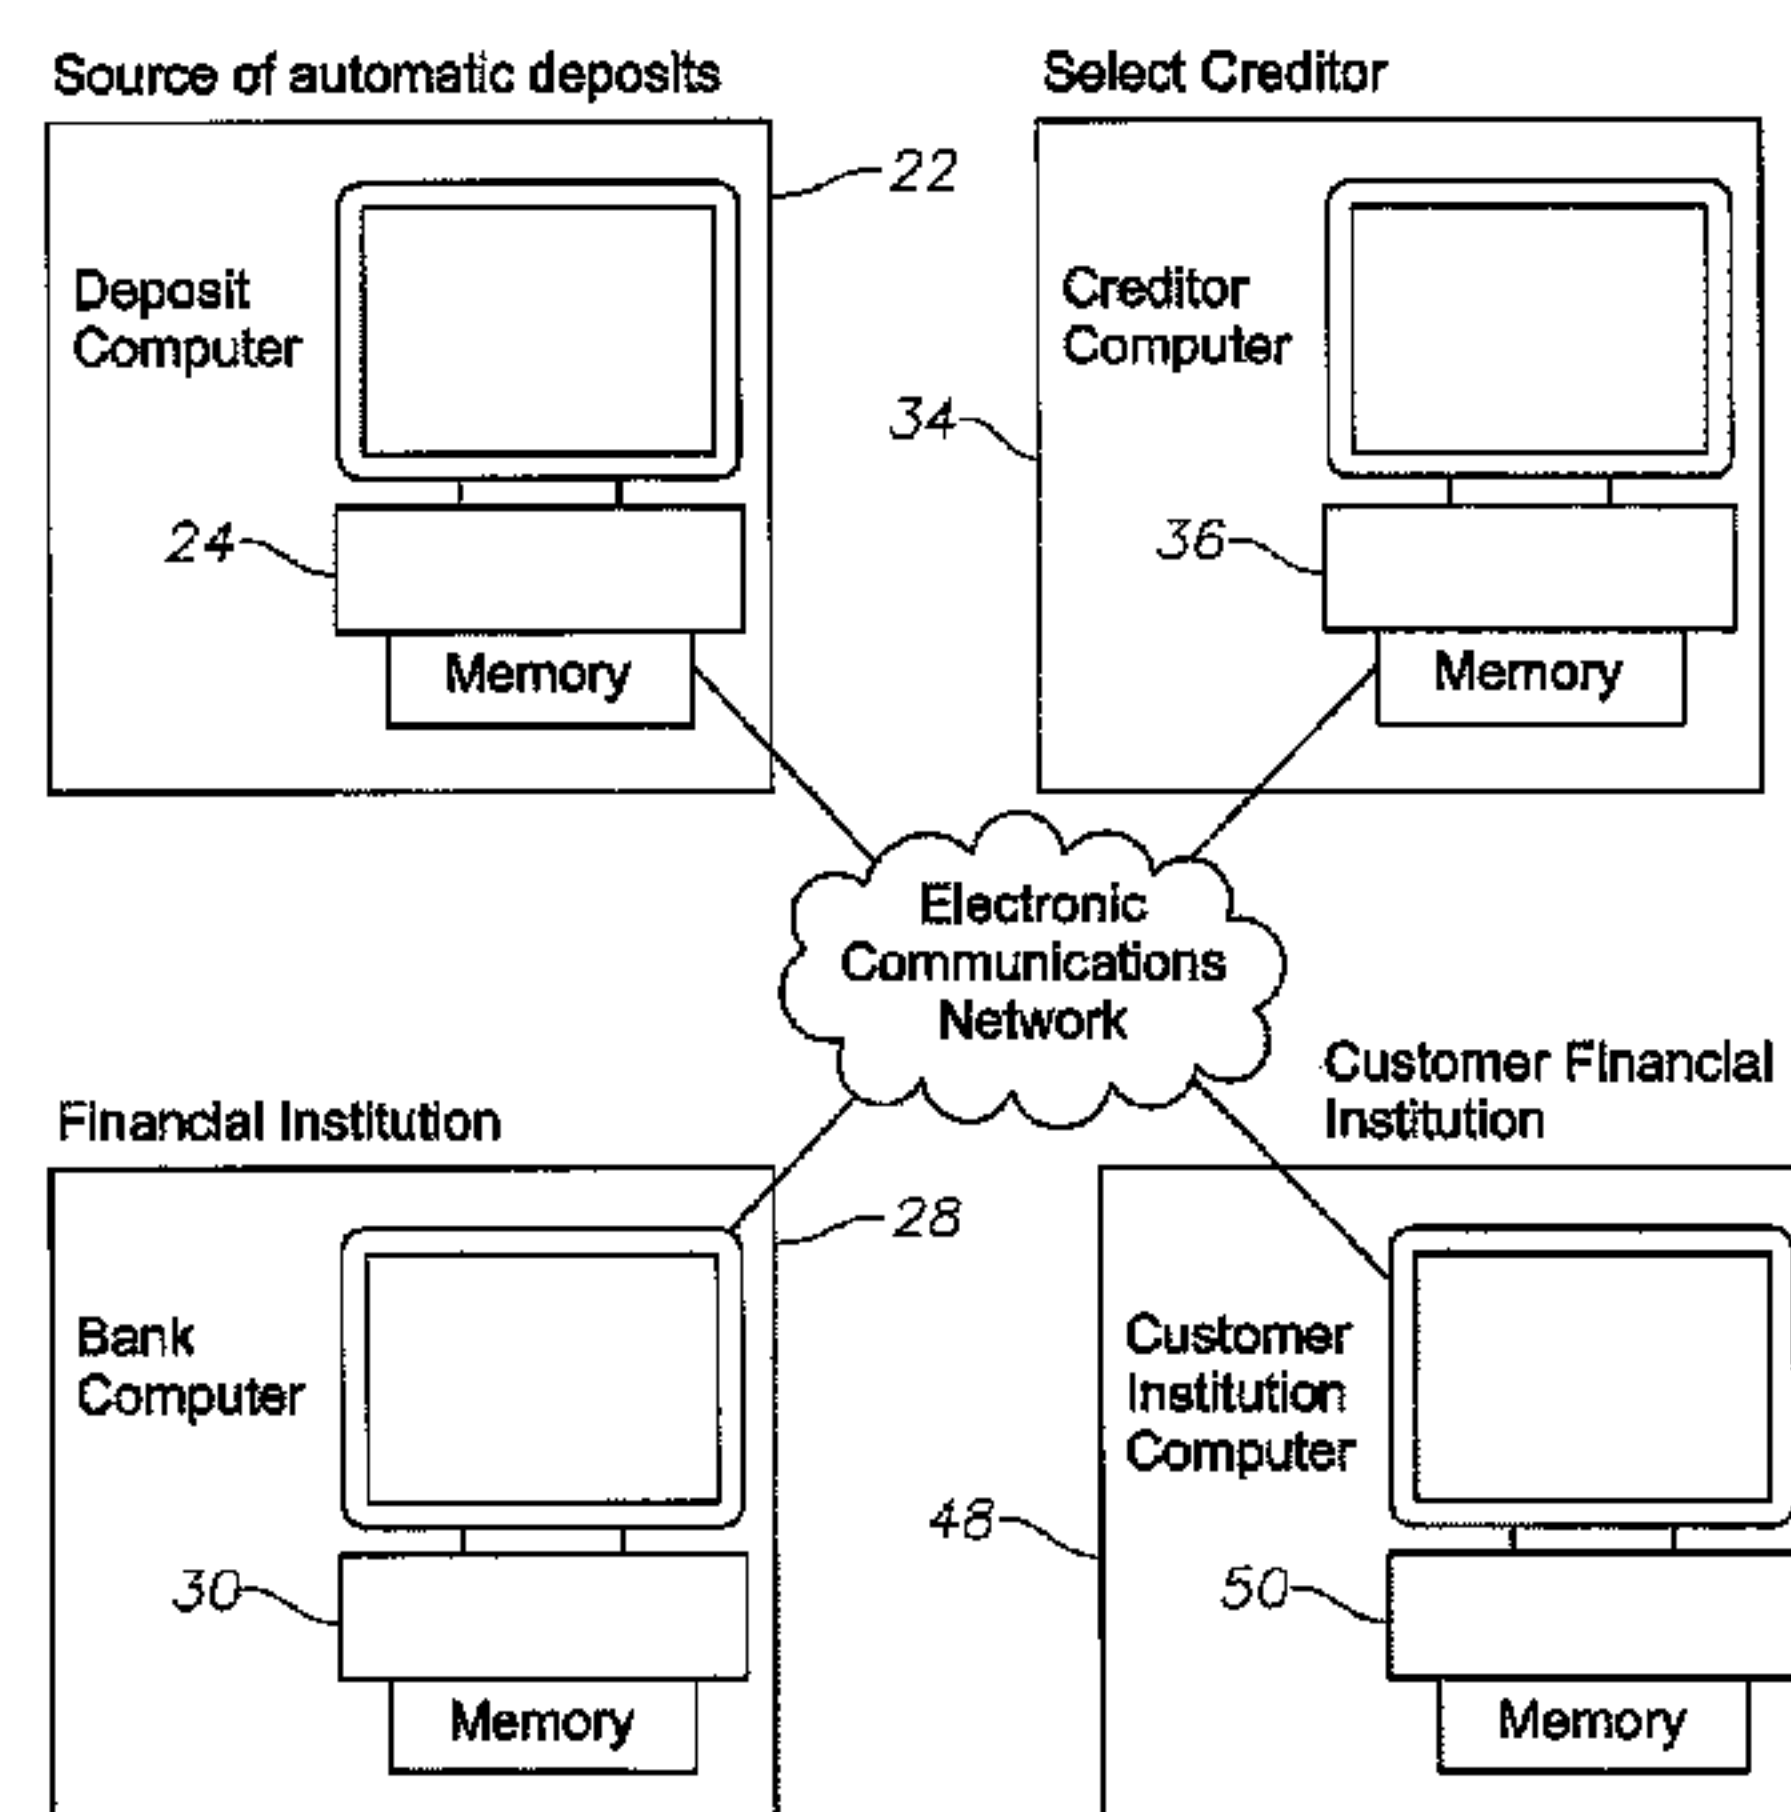 Source of automatic deposits
Select Creditor
22
Deposit
Computer
Creditor
Computer
34
24
36
Memory
Memory
Electronic
Communications
Network
Financial Institution
Customer Financial
Institution
28
Bank
Computer
Customer
Institution
Computer
48
30
50
Memory
Memory